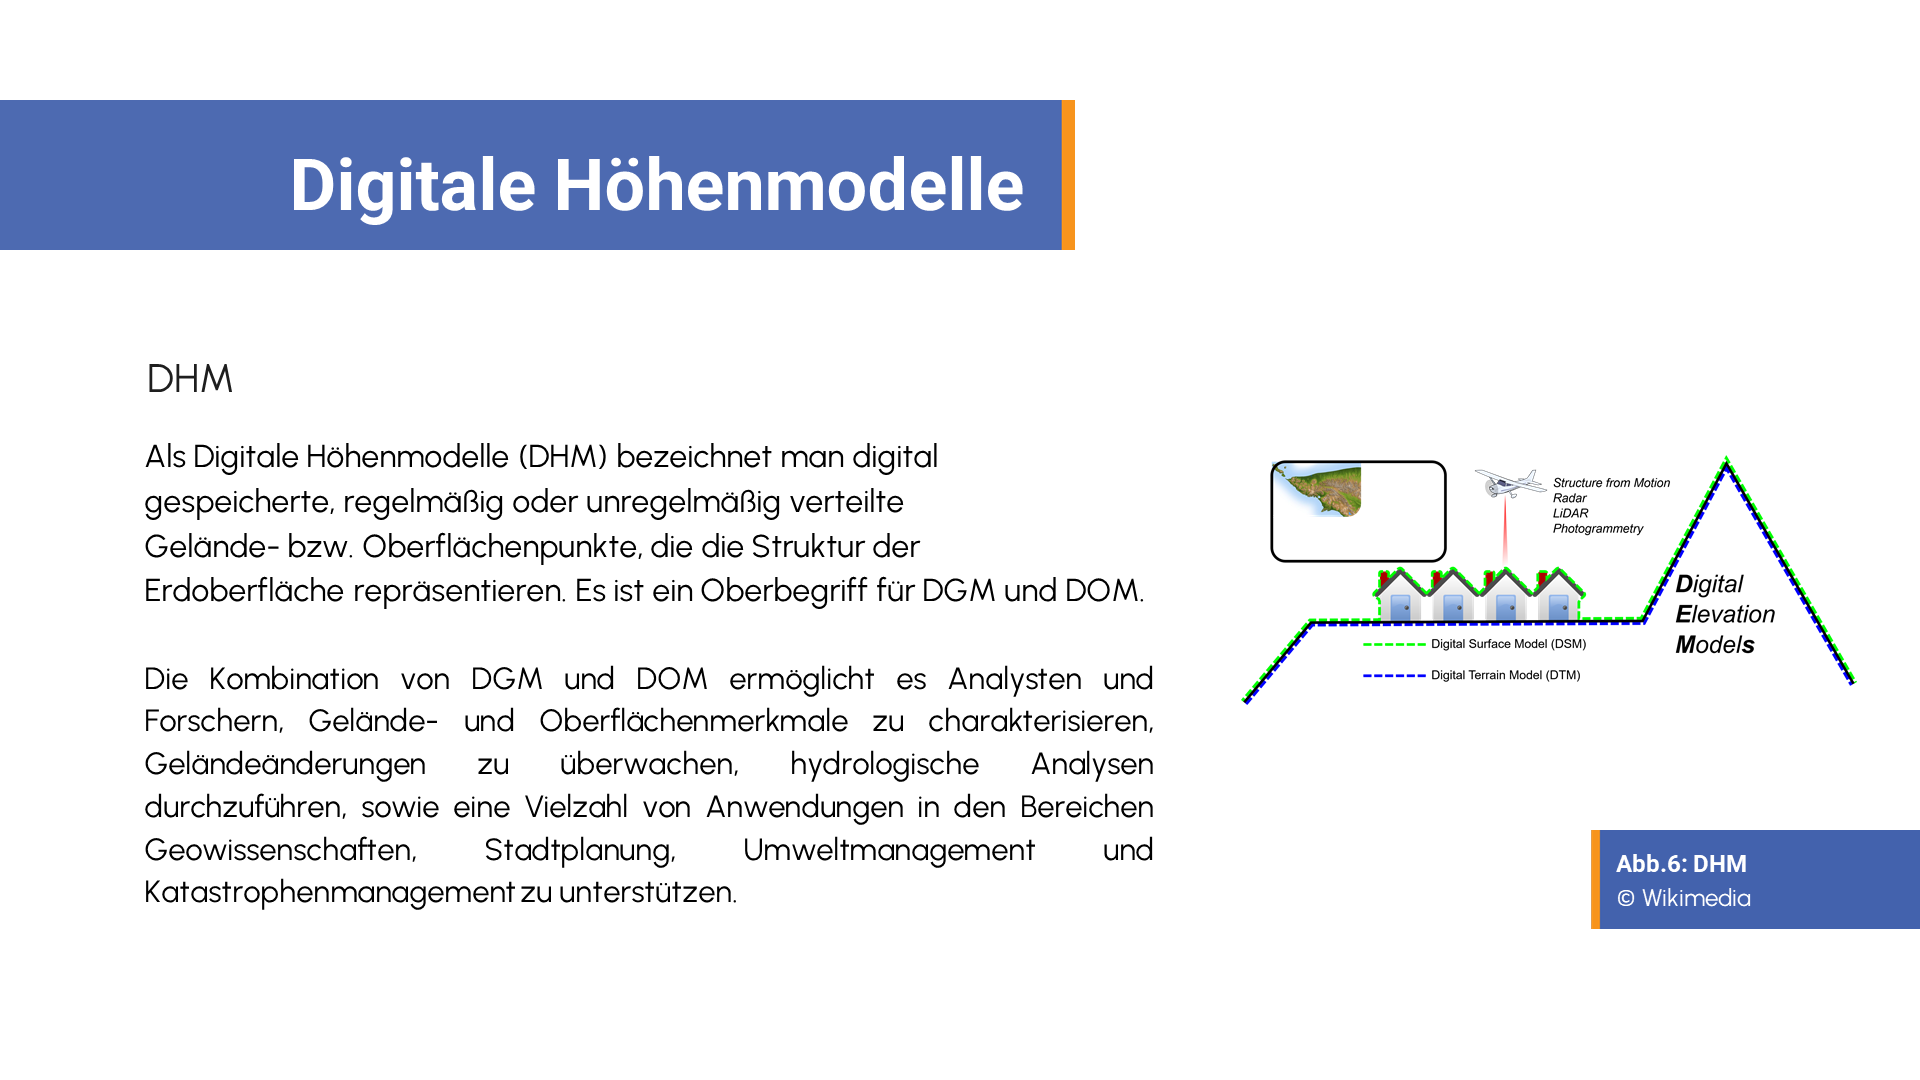 Digitale Höhenmodelle
DHM
Als Digitale Höhenmodelle (DHM) bezeichnet man digital
gespeicherte, regelmäßig oder unregelmäßig verteilte
Gelände- bzw. Oberflächenpunkte, die die Struktur der
Erdoberfläche repräsentieren. Es ist ein Oberbegriff für DGM und DOM.
Die Kombination von DGM und DOM ermöglicht es Analysten und
Forschern, Gelände- und Oberflächenmerkmale zu charakterisieren,
Geländeänderungen zu überwachen, hydrologische Analysen
durchzuführen, sowie eine Vielzahl von Anwendungen in den Bereichen
Geowissenschaften, Stadtplanung, Umweltmanagement und
Katastrophenmanagement zu unterstützen.
Structure from Motion
Radar
LiDAR
Photogrammetry
Digital
Elevation
Models
Digital Surface Model (DSM)
Digital Terrain Model (DTM)
Abb.6: DHM
© Wikimedia